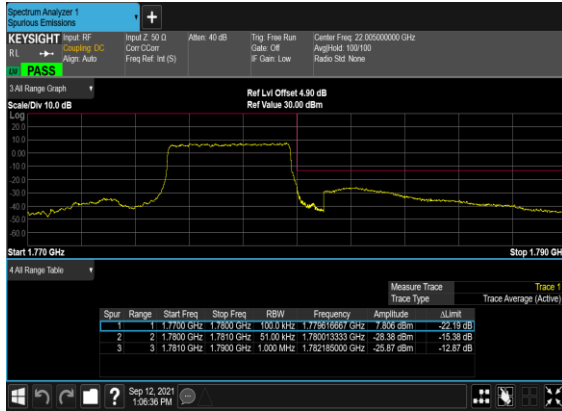 Spectrum Analyzer 1
Spurious Emissions
+
KEYSIGHT Input: RF Input Z: 50 Ω Atten: 40 dB Trig: Free Run Center Freq: 22.005000000 GHz
RL Coupling: DC Corr CCorr Gate: Off Avg|Hold: 100/100
Align: Auto Freq Ref: Int (S) IF Gain: Low Radio Std: None
PASS
3 All Range Graph
Ref Lvl Offset 4.90 dB
Scale/Div 10.0 dB Ref Value 30.00 dBm
Log
20.0
10.0
0.00
-10.0
-20.0
-30.0
-40.0
-50.0
-60.0
Start 1.770 GHz Stop 1.790 GH
4 All Range Table
Measure Trace Trace 1
Trace Type Trace Average (Active)
Spur Range Start Freq Stop Freq RBW Frequency Amplitude ΔLimit
1 1 1.7700 GHz 1.7800 GHz 100.0 kHz 1.779616667 GHz 7.806 dBm -22.19 dB
2 2 1.7800 GHz 1.7810 GHz 51.00 kHz 1.780013333 GHz -28.38 dBm -15.38 dB
3 3 1.7810 GHz 1.7900 GHz 1.000 MHz 1.782185000 GHz -25.87 dBm -12.87 dB
? Sep 12, 2021
1:06:36 PM